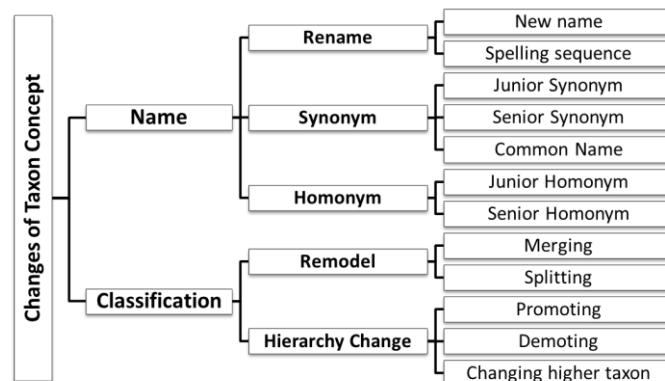 Changes of Taxon Concept
Name
Rename
New name
Spelling sequence
Synonym
Junior Synonym
Senior Synonym
Common Name
Homonym
Junior Homonym
Senior Homonym
Classification
Remodel
Merging
Splitting
Hierarchy Change
Promoting
Demoting
Changing higher taxon